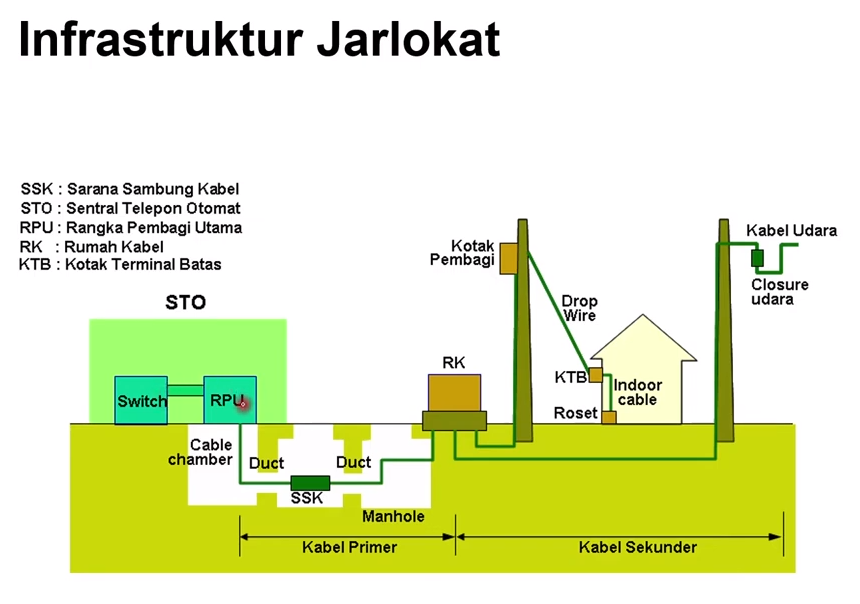 Infrastruktur Jarlokat
SSK : Sarana Sambung Kabel
STO : Sentral Telepon Otomat
RPU : Rangka Pembagi Utama
RK : Rumah Kabel
KTB : Kotak Terminal Batas
STO
Switch
RPU
Cable
chamber
Duct
SSK
Duct
Manhole
RK
Kotak
Pembagi
Drop
Wire
KTB
Indoor
cable
Roset
Kabel Udara
Closure
udara
Kabel Primer
Kabel Sekunder